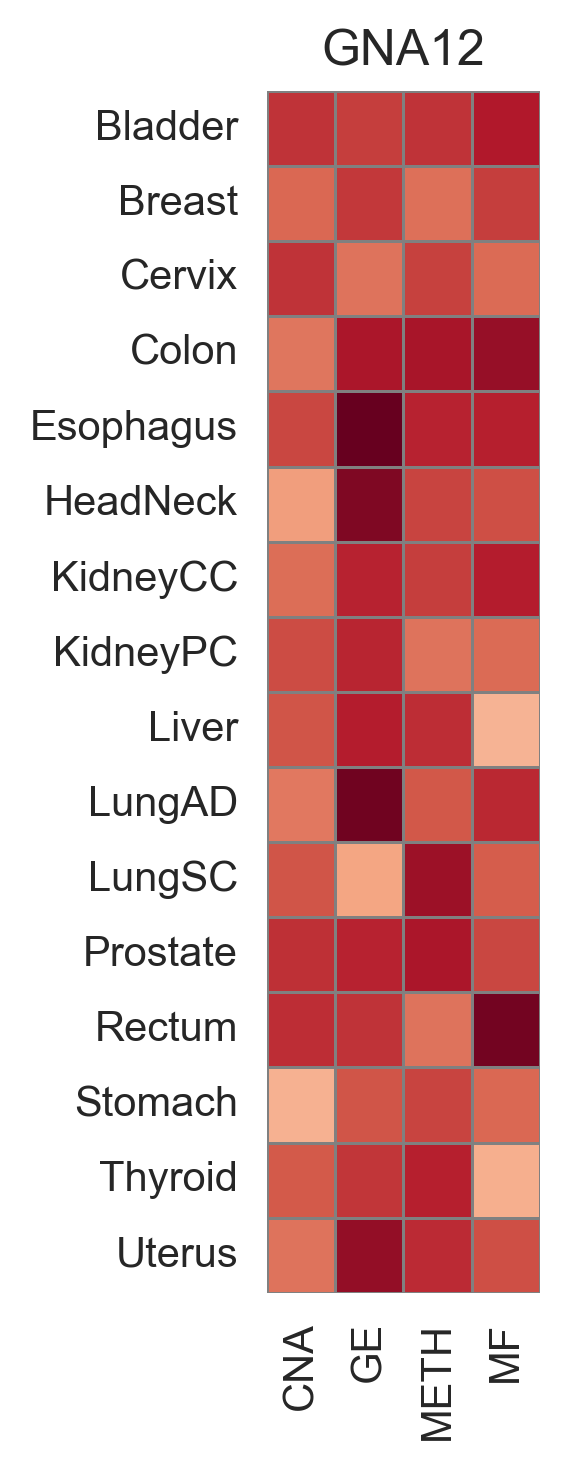 GNA12
Bladder
Breast
Cervix
Colon
Esophagus
HeadNeck
KidneyCC
KidneyPC
Liver
LungAD
LungSC
Prostate
Rectum
Stomach
Thyroid
Uterus
CNA
GE
METH
MF